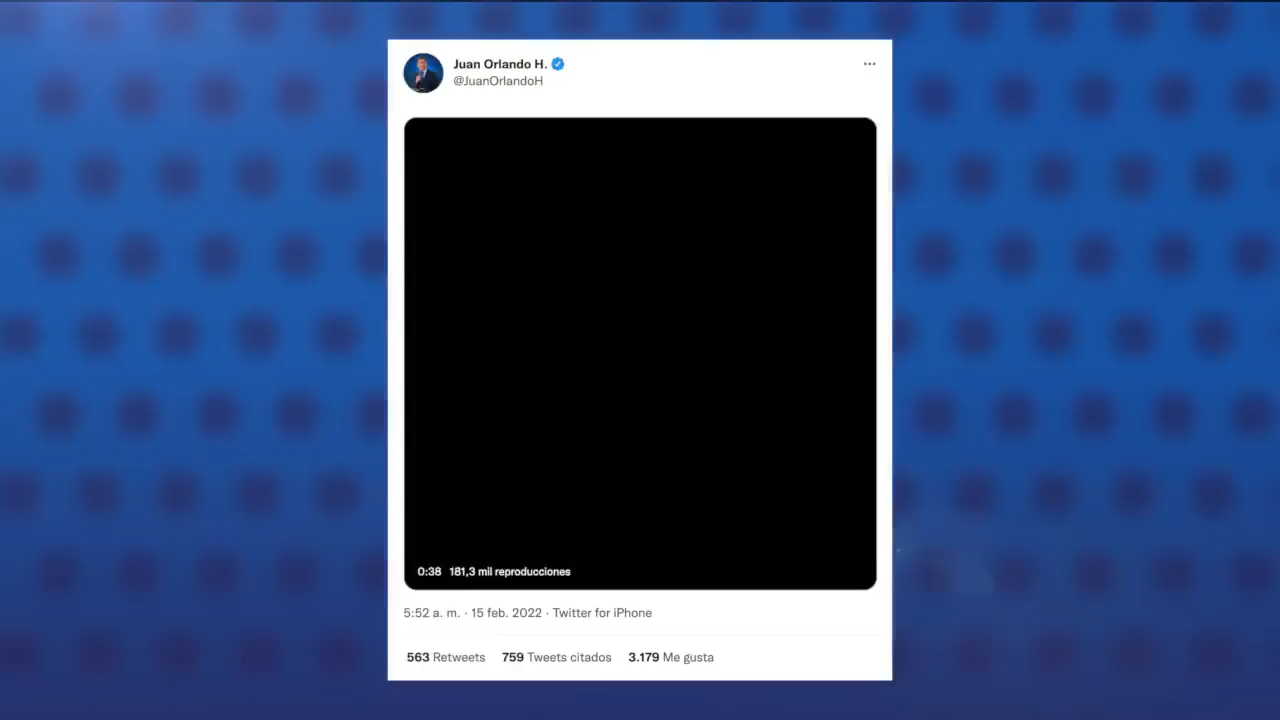 Juan Orlando H.
@JuanOrlandoH
0:38 181,3 mil reproducciones
5:52 a. m. · 15 feb. 2022 · Twitter for iPhone
563 Retweets 759 Tweets citados 3.179 Me gusta